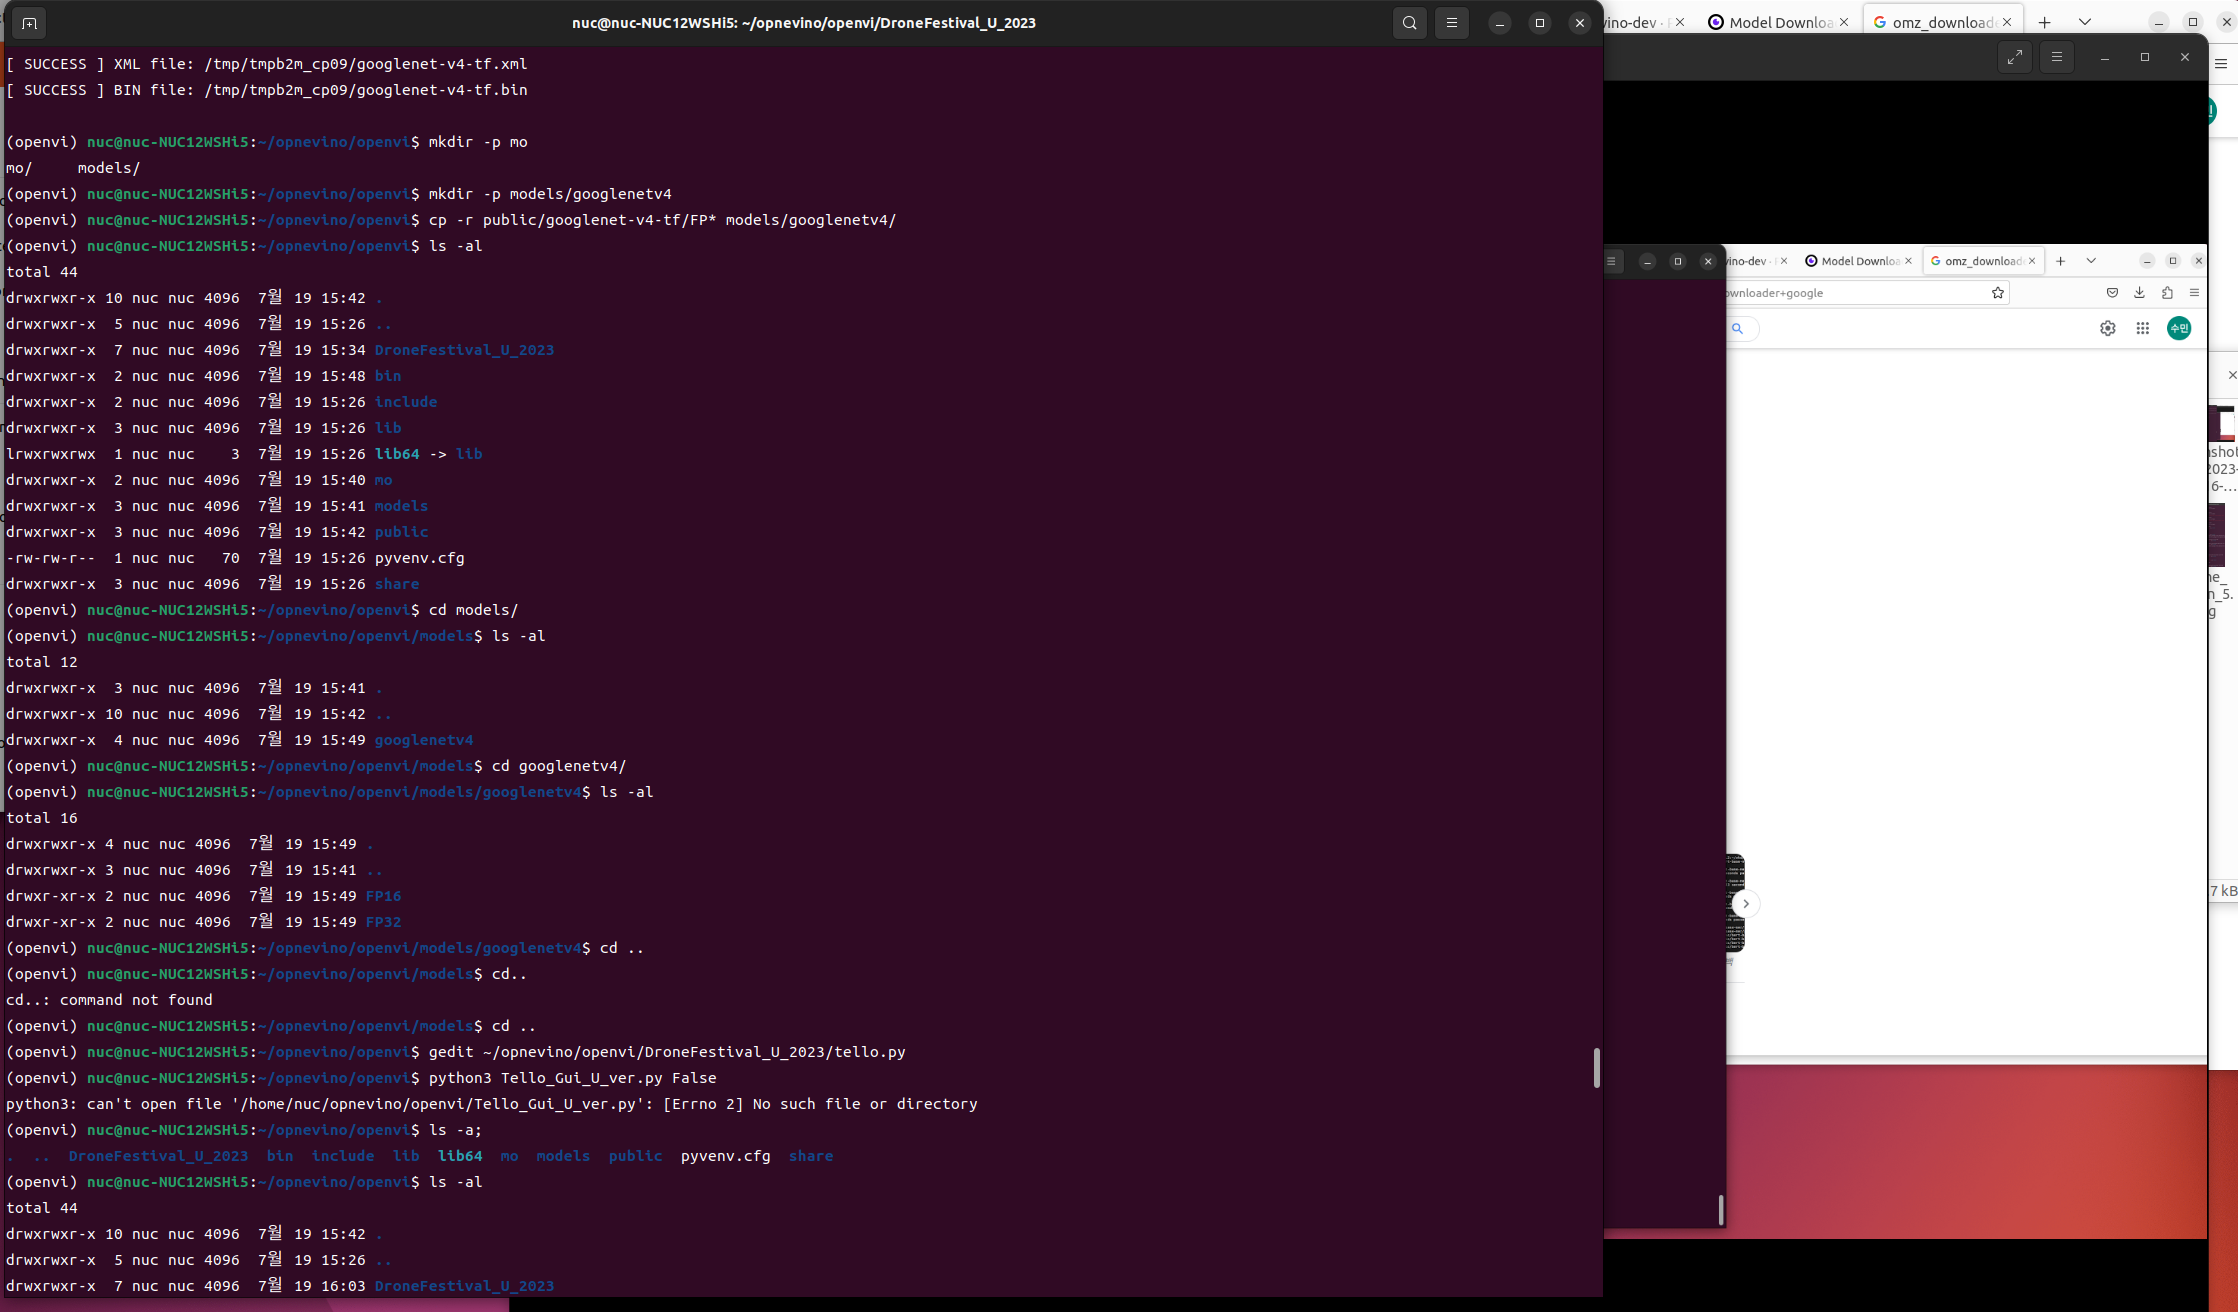 nuc@nuc-NUC12WSHi5: ~/opnevino/openvi/DroneFestival_U_2023
[ SUCCESS ] XML file: /tmp/tmpb2m_cp09/googlenet-v4-tf.xml
[ SUCCESS ] BIN file: /tmp/tmpb2m_cp09/googlenet-v4-tf.bin
(openvi) nuc@nuc-NUC12WSHi5:~/opnevino/openvi$ mkdir -p mo
mo/     models/
(openvi) nuc@nuc-NUC12WSHi5:~/opnevino/openvi$ mkdir -p models/googlenetv4
(openvi) nuc@nuc-NUC12WSHi5:~/opnevino/openvi$ cp -r public/googlenet-v4-tf/FP* models/googlenetv4/
(openvi) nuc@nuc-NUC12WSHi5:~/opnevino/openvi$ ls -al
total 44
drwxrwxr-x 10 nuc nuc 4096  7월 19 15:42 .
drwxrwxr-x  5 nuc nuc 4096  7월 19 15:26 ..
drwxrwxr-x  7 nuc nuc 4096  7월 19 15:34 DroneFestival_U_2023
drwxrwxr-x  2 nuc nuc 4096  7월 19 15:48 bin
drwxrwxr-x  2 nuc nuc 4096  7월 19 15:26 include
drwxrwxr-x  3 nuc nuc 4096  7월 19 15:26 lib
lrwxrwxrwx  1 nuc nuc    3  7월 19 15:26 lib64 -> lib
drwxrwxr-x  2 nuc nuc 4096  7월 19 15:40 mo
drwxrwxr-x  3 nuc nuc 4096  7월 19 15:41 models
drwxrwxr-x  3 nuc nuc 4096  7월 19 15:42 public
-rw-rw-r--  1 nuc nuc   70  7월 19 15:26 pyvenv.cfg
drwxrwxr-x  3 nuc nuc 4096  7월 19 15:26 share
(openvi) nuc@nuc-NUC12WSHi5:~/opnevino/openvi$ cd models/
(openvi) nuc@nuc-NUC12WSHi5:~/opnevino/openvi/models$ ls -al
total 12
drwxrwxr-x  3 nuc nuc 4096  7월 19 15:41 .
drwxrwxr-x 10 nuc nuc 4096  7월 19 15:42 ..
drwxrwxr-x  4 nuc nuc 4096  7월 19 15:49 googlenetv4
(openvi) nuc@nuc-NUC12WSHi5:~/opnevino/openvi/models$ cd googlenetv4/
(openvi) nuc@nuc-NUC12WSHi5:~/opnevino/openvi/models/googlenetv4$ ls -al
total 16
drwxrwxr-x 4 nuc nuc 4096  7월 19 15:49 .
drwxrwxr-x 3 nuc nuc 4096  7월 19 15:41 ..
drwxr-xr-x 2 nuc nuc 4096  7월 19 15:49 FP16
drwxr-xr-x 2 nuc nuc 4096  7월 19 15:49 FP32
(openvi) nuc@nuc-NUC12WSHi5:~/opnevino/openvi/models/googlenetv4$ cd ..
(openvi) nuc@nuc-NUC12WSHi5:~/opnevino/openvi/models$ cd..
cd..: command not found
(openvi) nuc@nuc-NUC12WSHi5:~/opnevino/openvi/models$ cd ..
(openvi) nuc@nuc-NUC12WSHi5:~/opnevino/openvi$ gedit ~/opnevino/openvi/DroneFestival_U_2023/tello.py
(openvi) nuc@nuc-NUC12WSHi5:~/opnevino/openvi$ python3 Tello_Gui_U_ver.py False
python3: can't open file '/home/nuc/opnevino/openvi/Tello_Gui_U_ver.py': [Errno 2] No such file or directory
(openvi) nuc@nuc-NUC12WSHi5:~/opnevino/openvi$ ls -a;
.  ..  DroneFestival_U_2023  bin  include  lib  lib64  mo  models  public  pyvenv.cfg  share
(openvi) nuc@nuc-NUC12WSHi5:~/opnevino/openvi$ ls -al
total 44
drwxrwxr-x 10 nuc nuc 4096  7월 19 15:42 .
drwxrwxr-x  5 nuc nuc 4096  7월 19 15:26 ..
drwxrwxr-x  7 nuc nuc 4096  7월 19 16:03 DroneFestival_U_2023
vino-dev · Model Downloa omz_downloade
vino-dev · Model Downloa omz_downloade
ownloader+google
수민
2023-
6-...
n_5.
g
7 kB